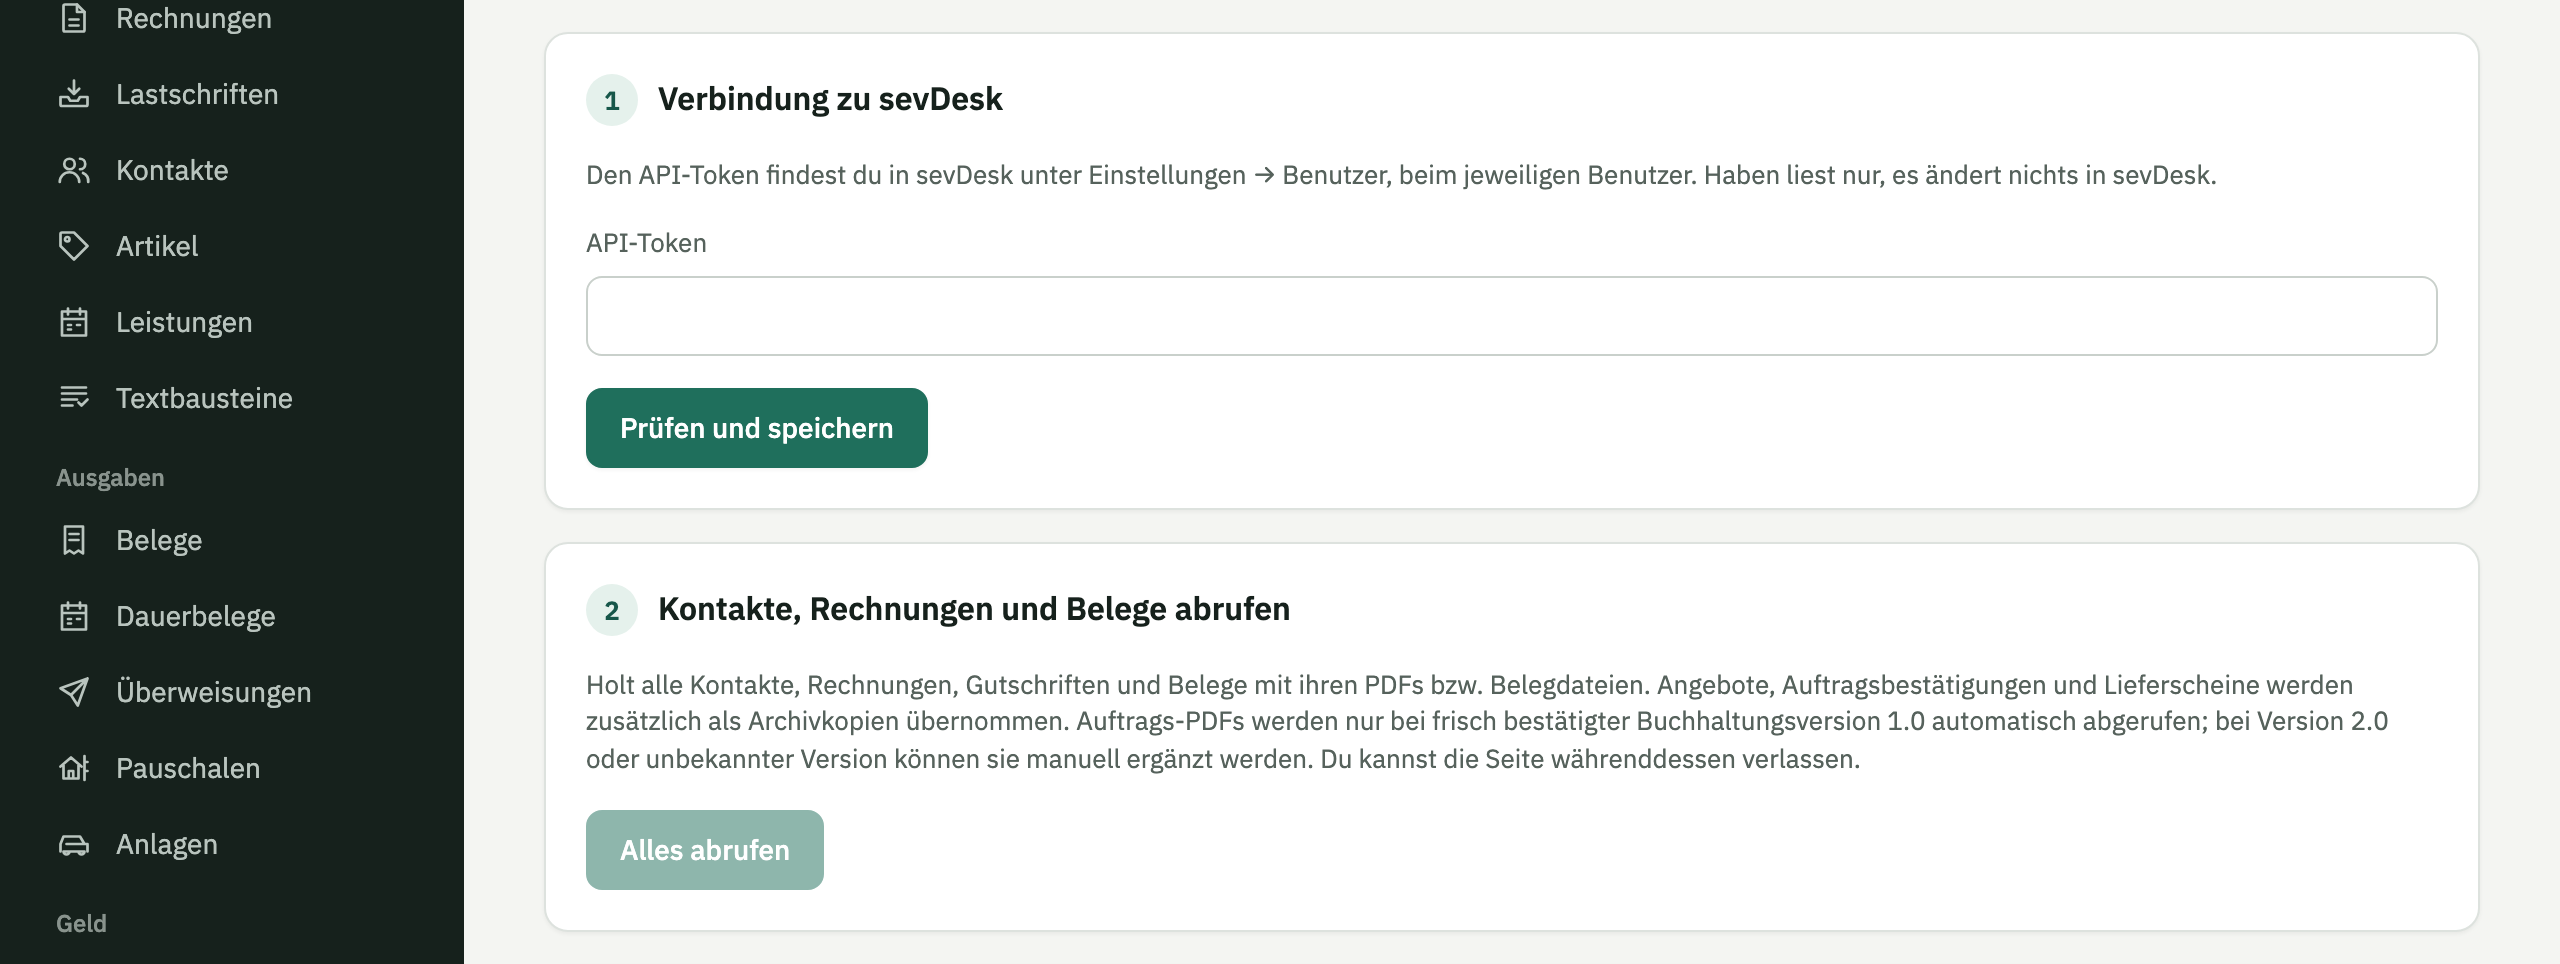 Rechnungen
Lastschriften
Kontakte
Artikel
Leistungen
Textbausteine
Ausgaben
Belege
Dauerbelege
Überweisungen
Pauschalen
Anlagen
Geld
1 Verbindung zu sevDesk
Den API-Token findest du in sevDesk unter Einstellungen → Benutzer, beim jeweiligen Benutzer. Haben liest nur, es ändert nichts in sevDesk.
API-Token
Prüfen und speichern
2 Kontakte, Rechnungen und Belege abrufen
Holt alle Kontakte, Rechnungen, Gutschriften und Belege mit ihren PDFs bzw. Belegdateien. Angebote, Auftragsbestätigungen und Lieferscheine werden
zusätzlich als Archivkopien übernommen. Auftrags-PDFs werden nur bei frisch bestätigter Buchhaltungsversion 1.0 automatisch abgerufen; bei Version 2.0
oder unbekannter Version können sie manuell ergänzt werden. Du kannst die Seite währenddessen verlassen.
Alles abrufen